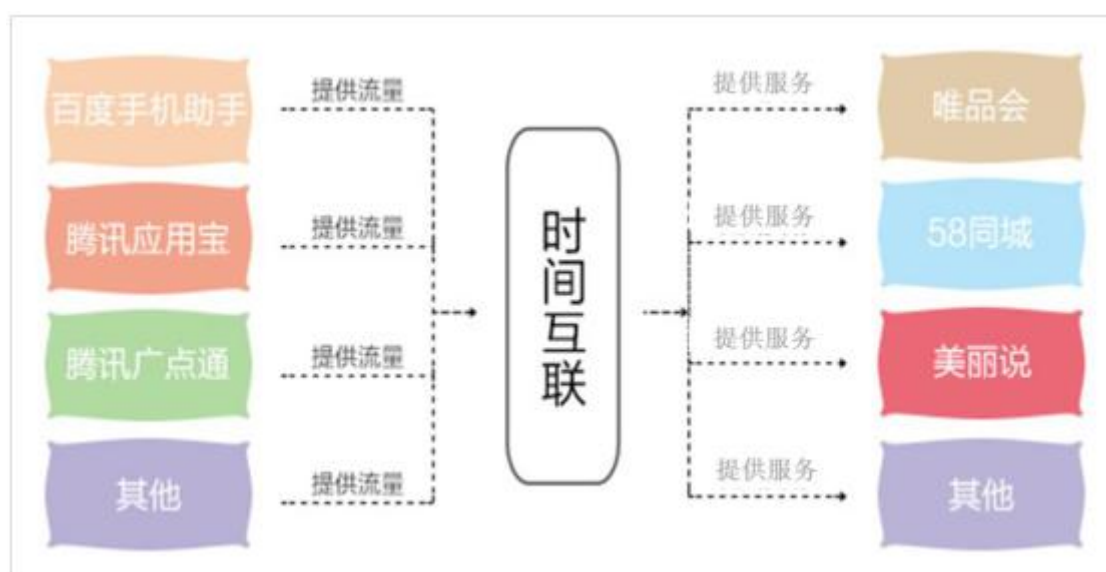 百度手机助手
提供流量
提供服务
唯品会
腾讯应用宝
提供流量
提供服务
58同城
时间互联
腾讯广点通
提供流量
提供服务
美丽说
其他
提供流量
提供服务
其他